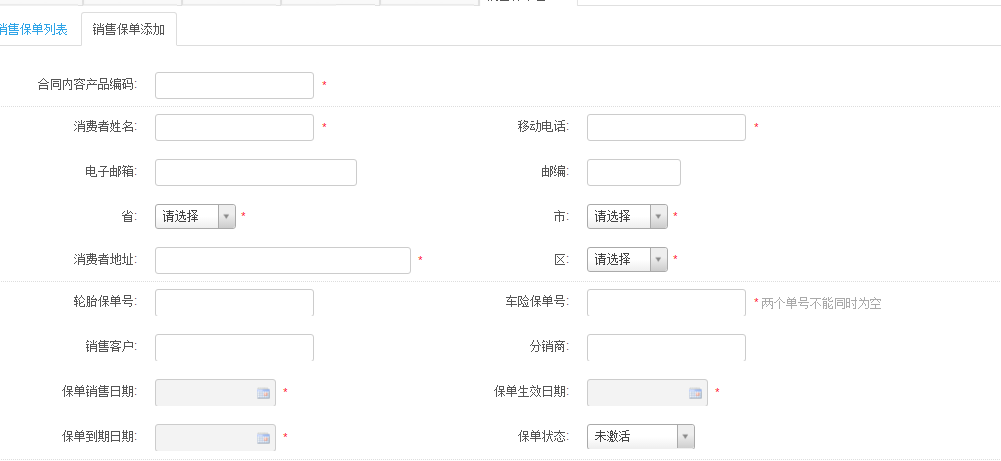 销售保单列表 销售保单添加
合同内容产品编码: *
消费者姓名: * 移动电话: *
电子邮箱: 邮编:
省: 请选择 * 市: 请选择 *
消费者地址: * 区: 请选择 *
轮胎保单号: 车险保单号: * 两个单号不能同时为空
销售客户: 分销商:
保单销售日期: * 保单生效日期: *
保单到期日期: * 保单状态: 未激活